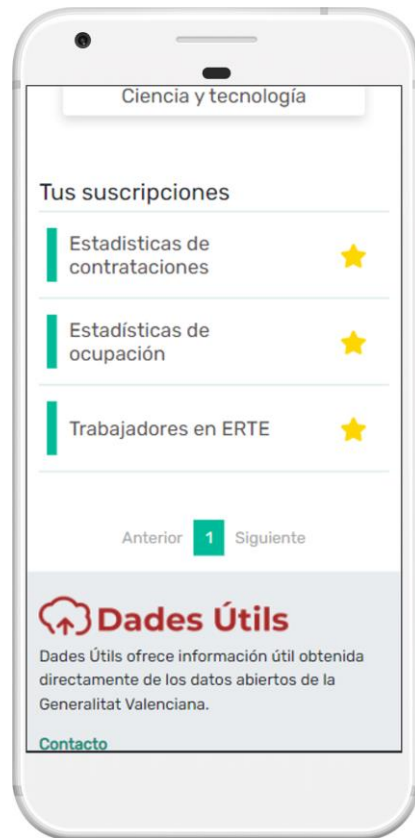 Ciencia y tecnología
Tus suscripciones
Estadisticas de
contrataciones
Estadísticas de
ocupación
Trabajadores en ERTE
Anterior 1 Siguiente
Dades Útils
Dades Útils ofrece información útil obtenida
directamente de los datos abiertos de la
Generalitat Valenciana.
Contacto